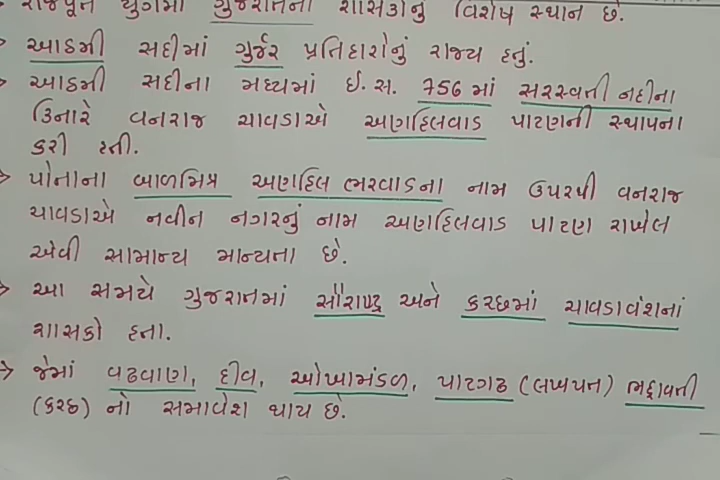 રાજપૂત યુગમાં ગુજરાતના શાસકોનું વિશેષ સ્થાન છે.
→ આઠમી સદીમાં ગુર્જર પ્રતિહારોનું રાજ્ય હતું.
→ આઠમી સદીના મધ્યમાં ઈ.સ. 756 માં સરસ્વતી નદીના
કિનારે વનરાજ ચાવડાએ અણહિલવાડ પાટણની સ્થાપના
કરી હતી.
→ પોતાના બાળમિત્ર અણહિલ ભરવાડના નામ ઉપરથી વનરાજ
ચાવડાએ નવીન નગરનું નામ અણહિલવાડ પાટણ રાખેલ
એવી સામાન્ય માન્યતા છે.
→ આ સમયે ગુજરાતમાં સૌરાષ્ટ્ર અને કચ્છમાં ચાવડાવંશનાં
શાસકો હતા.
→ જેમાં વઢવાણ, દીવ, ઓખામંડળ, પાટગઢ (લખપત) ભદ્રાવતી
(કચ્છ) નો સમાવેશ થાય છે.